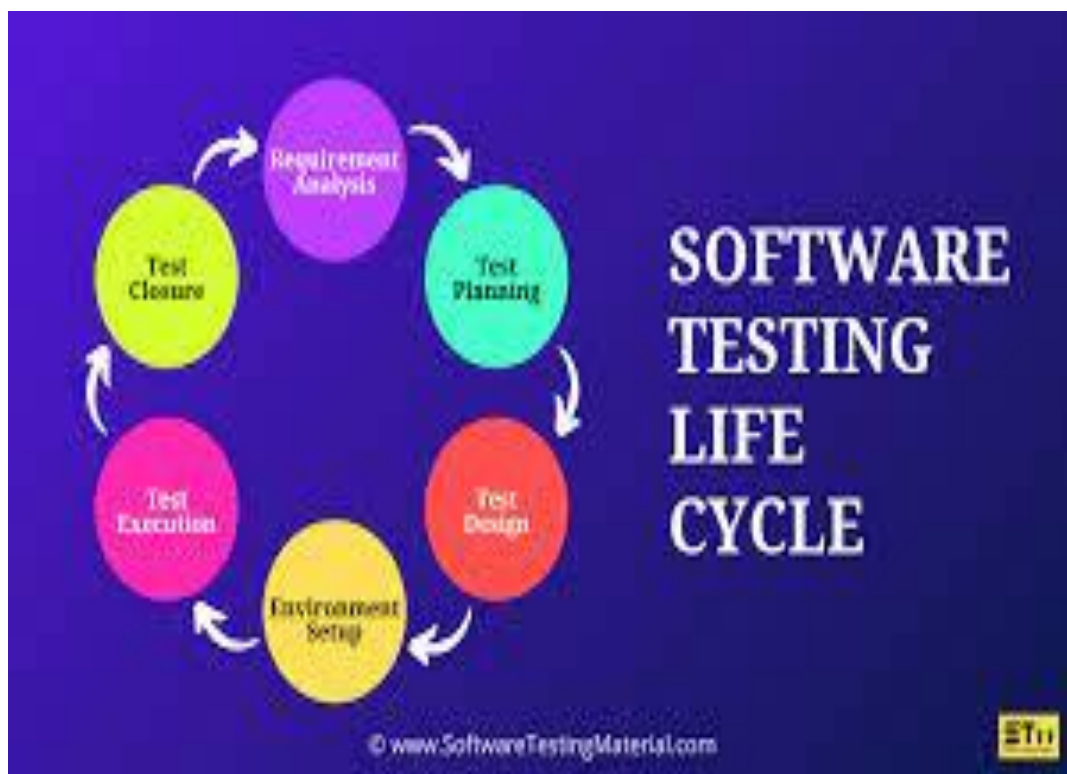 Requirement
Analysis
Test
Planning
Test
Design
Environment
Setup
Test
Execution
Test
Closure
SOFTWARE
TESTING
LIFE
CYCLE
© www.SoftwareTestingMaterial.com